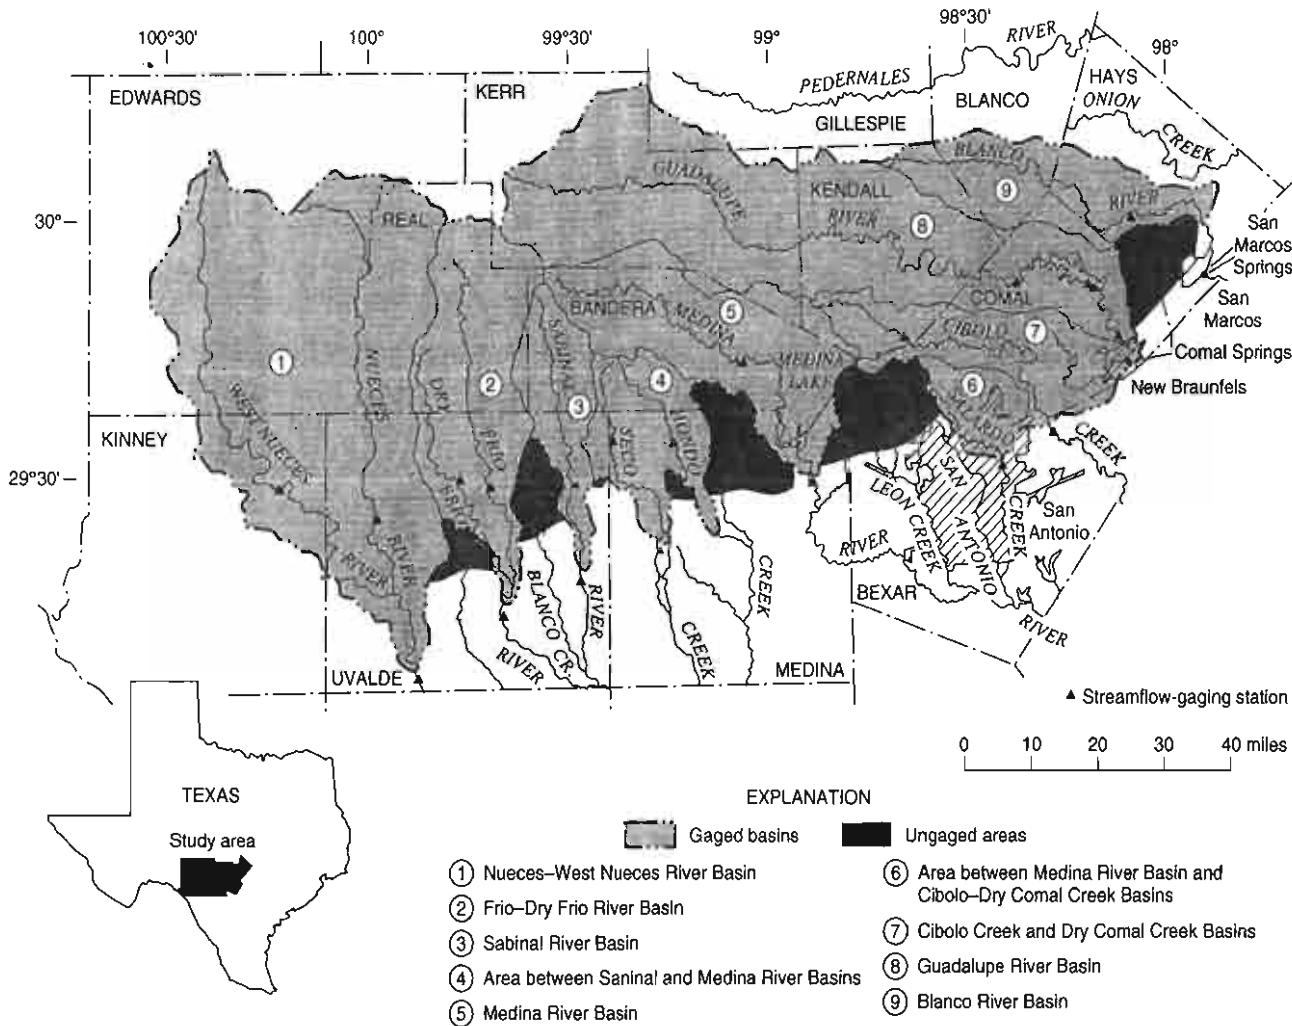 100°30'
100°
99°30'
99°
98°30'
98°
EDWARDS
KERR
PEDERNALES
RIVER
GILLESPIE
BLANCO
HAYS
ONION
CREEK
30°
REAL
GUADALUPE
RIVER
KENDALL
BLANCO
RIVER
9
8
San
Marcos
Springs
San
Marcos
BANDERA
MEDINA
5
COMAL
CIBOLO
7
Comal Springs
New Braunfels
1
NUECES
DRY
2
SABINAL
3
4
MEDINA
LAKE
6
SALADO
WEST NUECES
FRIO
SECO
HONDO
KINNEY
29°30'
FRIO
RIVER
RIVER
LEON CREEK
SAN
ANTONIO
CREEK
CREEK
San
Antonio
RIVER
BEXAR
RIVER
BLANCO CR.
RIVER
RIVER
CREEK
CREEK
UVALDE
MEDINA
▲ Streamflow-gaging station
0 10 20 30 40 miles
TEXAS
Study area
EXPLANATION
Gaged basins
Ungaged areas
1 Nueces–West Nueces River Basin
2 Frio–Dry Frio River Basin
3 Sabinal River Basin
4 Area between Saninal and Medina River Basins
5 Medina River Basin
6 Area between Medina River Basin and
Cibolo–Dry Comal Creek Basins
7 Cibolo Creek and Dry Comal Creek Basins
8 Guadalupe River Basin
9 Blanco River Basin